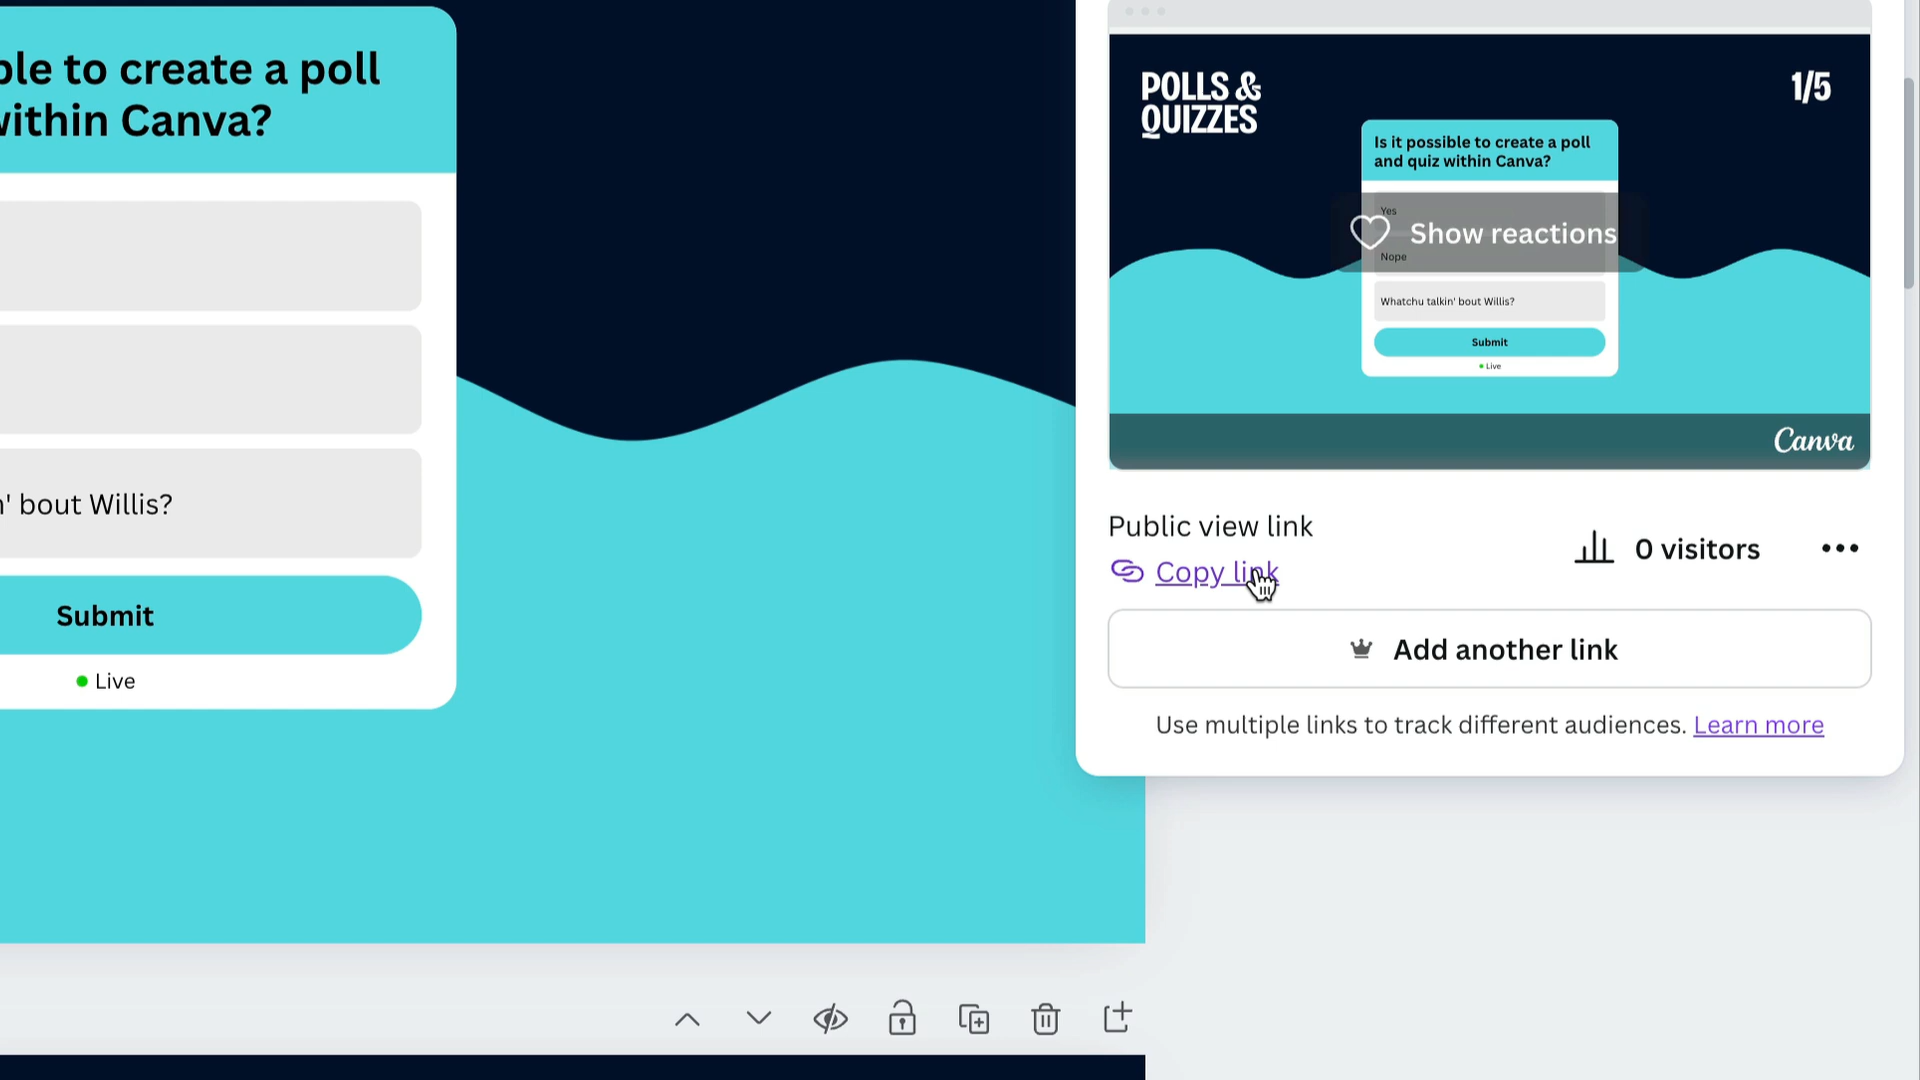 ble to create a poll
within Canva?
n' bout Willis?
Submit
Live
POLLS &
QUIZZES
1/5
Is it possible to create a poll
and quiz within Canva?
Yes
Show reactions
Nope
Whatchu talkin' bout Willis?
Submit
Live
Canva
Public view link
Copy link
0 visitors
Add another link
Use multiple links to track different audiences. Learn more